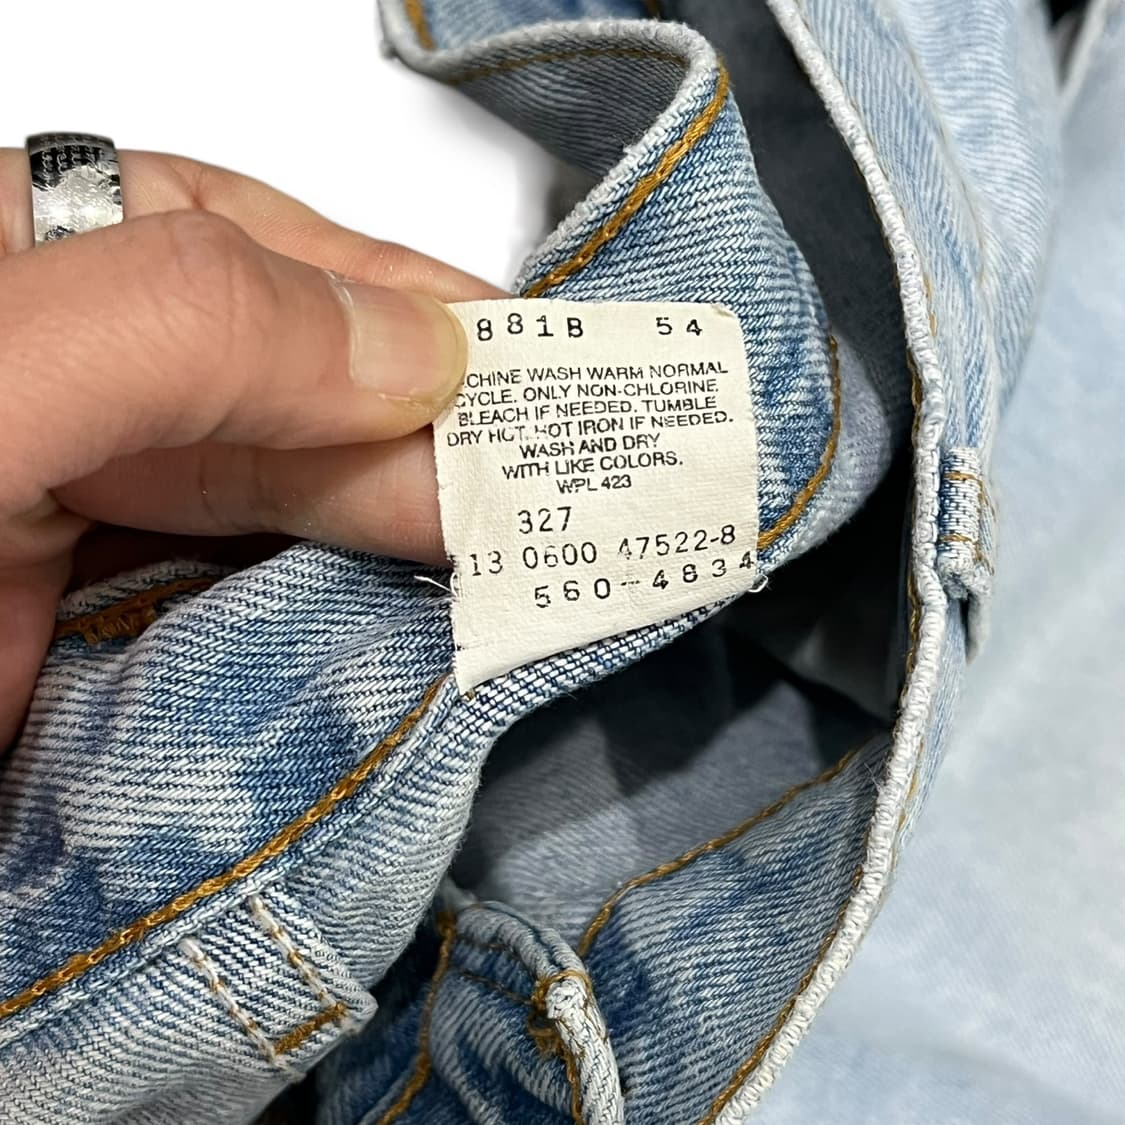 881B 54
CHINE WASH WARM NORMAL
CYCLE. ONLY NON-CHLORINE
BLEACH IF NEEDED. TUMBLE
DRY HOT. HOT IRON IF NEEDED.
WASH AND DRY
WITH LIKE COLORS.
WPL 423
327
13 0600 47522-8
560-4834